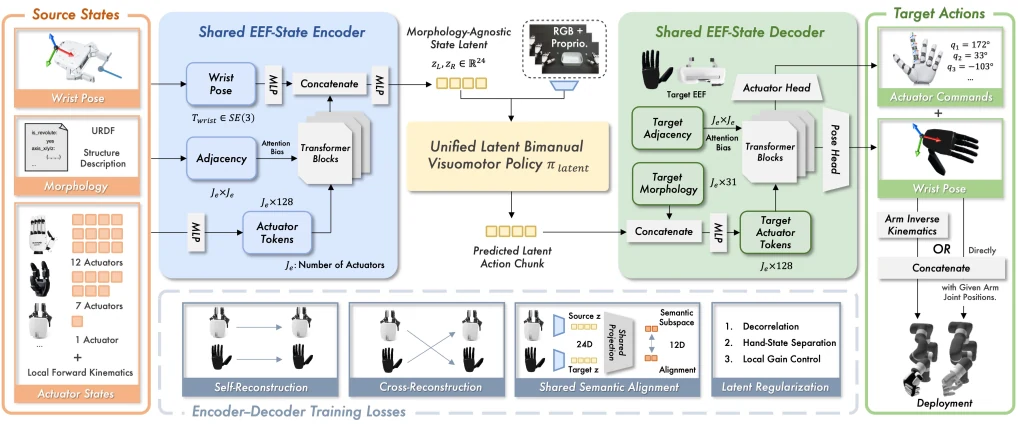 Source States
Wrist Pose
is_revolute:
yes
axis_xyz:
(......)
...
URDF
Structure
Description
Morphology
12 Actuators
7 Actuators
1 Actuator
...
+
Local Forward Kinematics
Actuator States
Shared EEF-State Encoder
Wrist
Pose
MLP
Concatenate
MLP
T_wrist ∈ SE(3)
Adjacency
Attention
Bias
Transformer
Blocks
J_e×J_e
J_e×128
MLP
Actuator
Tokens
J_e: Number of Actuators
Morphology-Agnostic
State Latent
z_L, z_R ∈ ℝ²⁴
RGB +
Proprio.
Unified Latent Bimanual
Visuomotor Policy π_latent
Predicted Latent
Action Chunk
Shared EEF-State Decoder
Target EEF
Actuator Head
Target
Adjacency
J_e×J_e
Attention
Bias
Transformer
Blocks
Pose Head
Target
Morphology
J_e×31
Concatenate
MLP
Target
Actuator
Tokens
J_e×128
Target Actions
q₁ = 172°
q₂ = 33°
q₃ = −103°
...
Actuator Commands
+
Wrist Pose
Arm Inverse
Kinematics
OR
Directly
Concatenate
with Given Arm
Joint Positions.
Deployment
Self-Reconstruction
Cross-Reconstruction
Source z
24D
Target z
Shared
Projection
Semantic
Subspace
12D
Alignment
Shared Semantic Alignment
1. Decorrelation
2. Hand-State Separation
3. Local Gain Control
Latent Regularization
Encoder–Decoder Training Losses